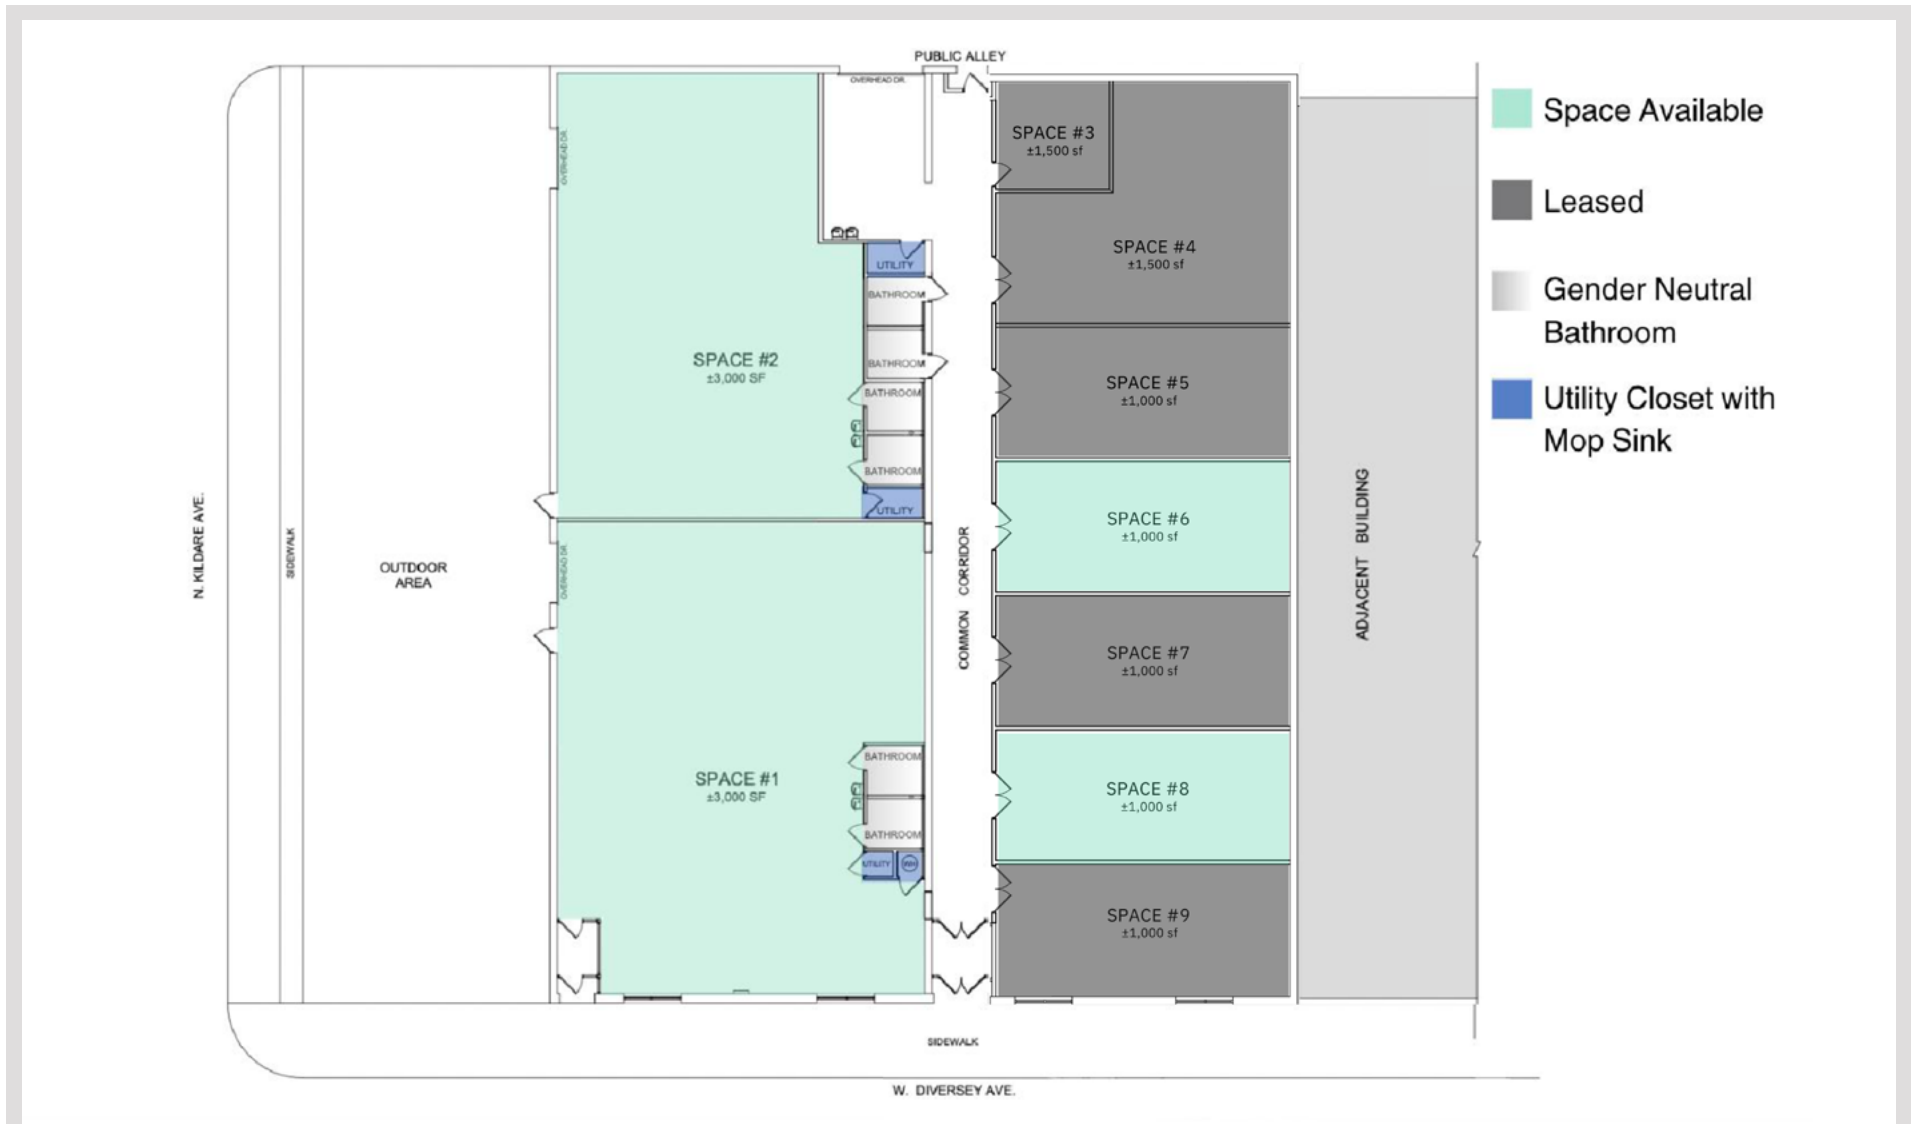 PUBLIC ALLEY
OVERHEAD DR.
OVERHEAD DR.
SPACE #3
±1,500 sf
SPACE #4
±1,500 sf
UTILITY
BATHROOM
BATHROOM
BATHROOM
BATHROOM
UTILITY
SPACE #2
±3,000 SF
SPACE #5
±1,000 sf
SPACE #6
±1,000 sf
N. KILDARE AVE.
SIDEWALK
OUTDOOR
AREA
OVERHEAD DR.
COMMON CORRIDOR
ADJACENT BUILDING
SPACE #7
±1,000 sf
BATHROOM
SPACE #1
±3,000 SF
BATHROOM
UTILITY
SPACE #8
±1,000 sf
SPACE #9
±1,000 sf
SIDEWALK
W. DIVERSEY AVE.
Space Available
Leased
Gender Neutral
Bathroom
Utility Closet with
Mop Sink